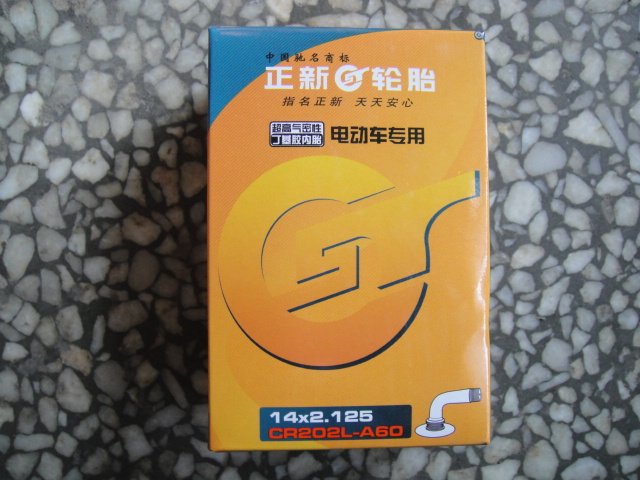 中国驰名商标
正新轮胎
指名正新 天天安心
超高气密性
丁基胶内胎
电动车专用
14x2.125
CR202L-A60